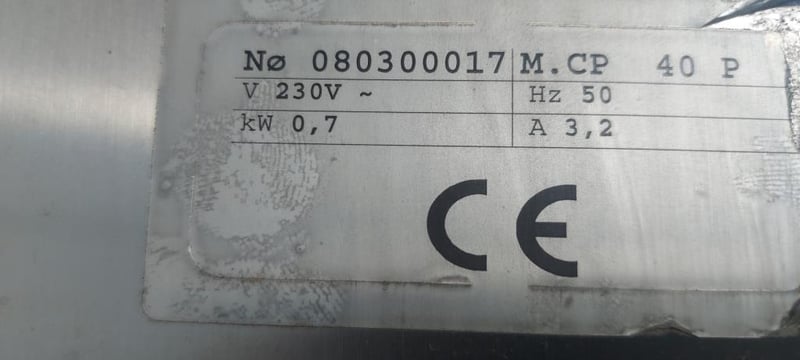 Nø 080300017 M.CP 40 P
V 230V ~ Hz 50
kW 0,7 A 3,2
CE